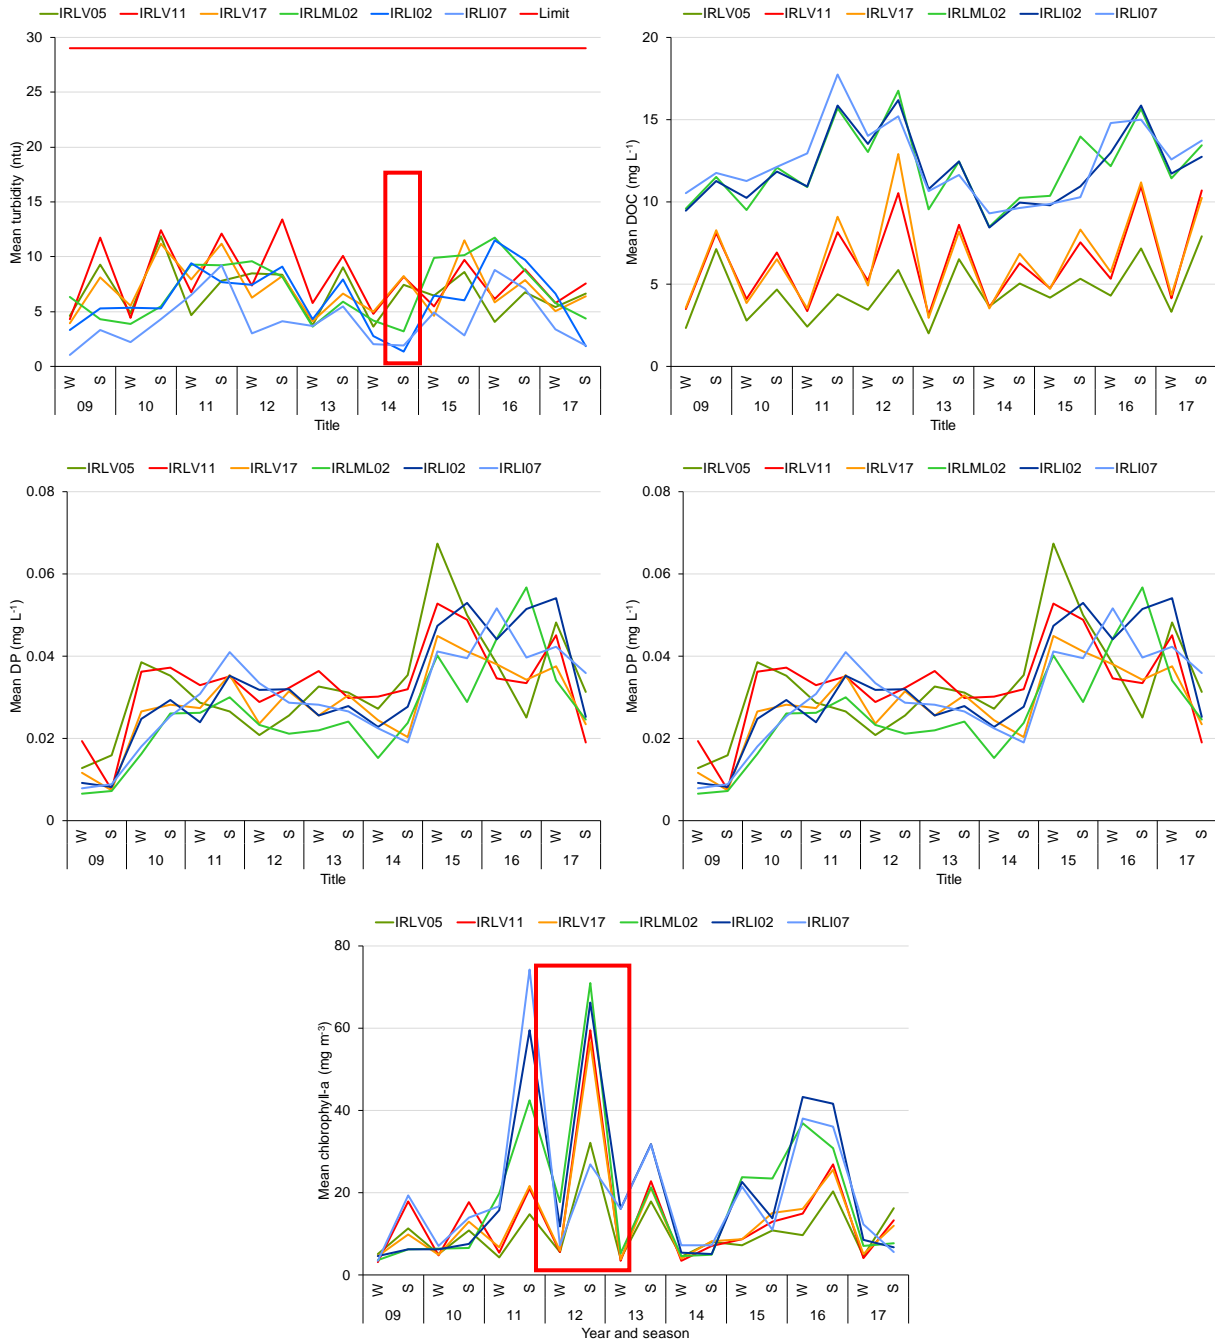 IRLV05 IRLV11 IRLV17 IRLML02 IRLI02 IRLI07 Limit
30
25
20
15
10
5
0
Mean turbidity (ntu)
W S W S W S W S W S W S W S W S W S
09 10 11 12 13 14 15 16 17
Title
IRLV05 IRLV11 IRLV17 IRLML02 IRLI02 IRLI07
20
15
10
5
0
Mean DOC (mg L-1)
W S W S W S W S W S W S W S W S W S
09 10 11 12 13 14 15 16 17
Title
IRLV05 IRLV11 IRLV17 IRLML02 IRLI02 IRLI07
0.08
0.06
0.04
0.02
0
Mean DP (mg L-1)
W S W S W S W S W S W S W S W S W S
09 10 11 12 13 14 15 16 17
Title
IRLV05 IRLV11 IRLV17 IRLML02 IRLI02 IRLI07
0.08
0.06
0.04
0.02
0
Mean DP (mg L-1)
W S W S W S W S W S W S W S W S W S
09 10 11 12 13 14 15 16 17
Title
IRLV05 IRLV11 IRLV17 IRLML02 IRLI02 IRLI07
80
60
40
20
0
Mean chlorophyll-a (mg m-3)
W S W S W S W S W S W S W S W S W S
09 10 11 12 13 14 15 16 17
Year and season